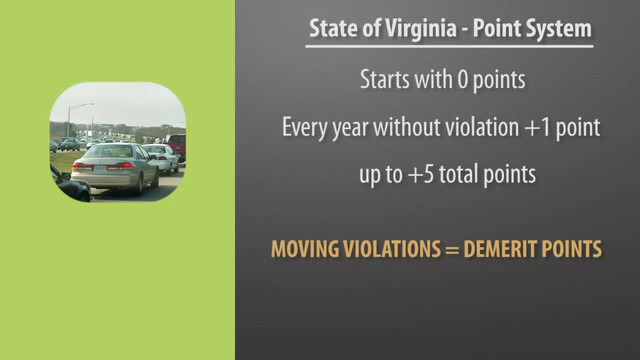 State of Virginia - Point System
Starts with 0 points
Every year without violation +1 point
up to +5 total points
MOVING VIOLATIONS = DEMERIT POINTS